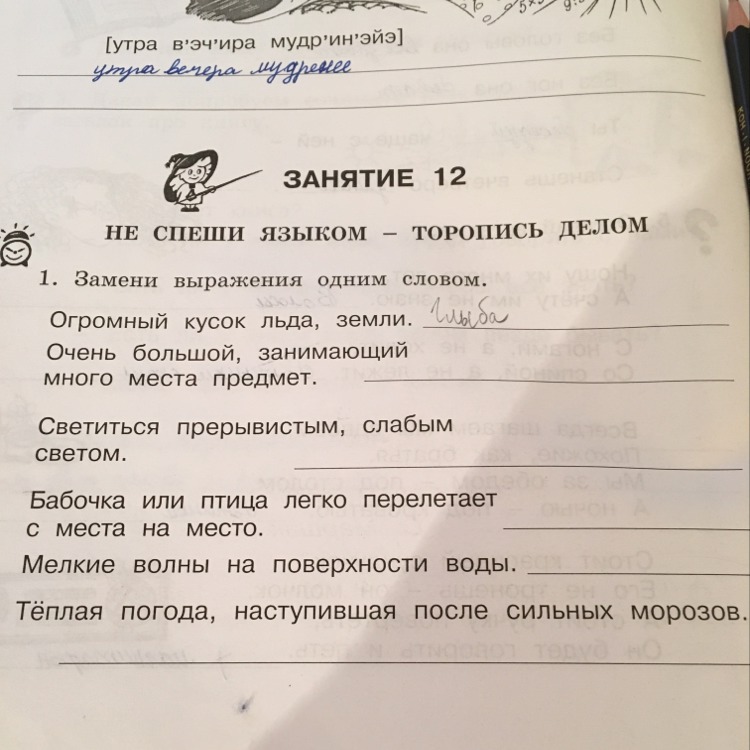 [утра в'эч'ира мудр'ин'эйэ]
утра вечера мудренее
ЗАНЯТИЕ 12
НЕ СПЕШИ ЯЗЫКОМ – ТОРОПИСЬ ДЕЛОМ
1. Замени выражения одним словом.
Огромный кусок льда, земли. Глыба
Очень большой, занимающий
много места предмет.
Светиться прерывистым, слабым
светом.
Бабочка или птица легко перелетает
с места на место.
Мелкие волны на поверхности воды.
Тёплая погода, наступившая после сильных морозов.